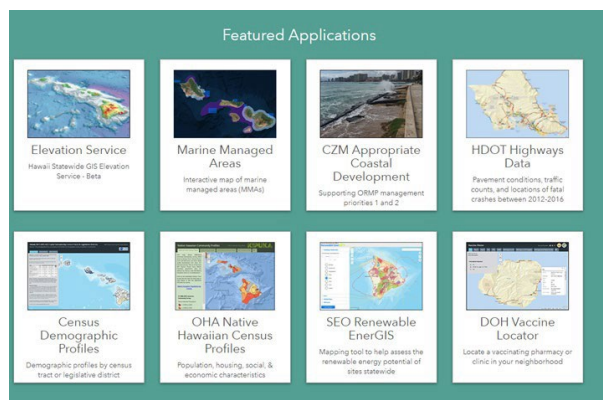 Featured Applications
Elevation Service
Hawaii Statewide GIS Elevation
Service - Beta
Marine Managed
Areas
Interactive map of marine
managed areas (MMAs)
CZM Appropriate
Coastal
Development
Supporting ORMP management
priorities 1 and 2
HDOT Highways
Data
Pavement conditions, traffic
counts, and locations of fatal
crashes between 2012-2016
Census
Demographic
Profiles
Demographic profiles by census
tract or legislative district
OHA Native
Hawaiian Census
Profiles
Population, housing, social, &
economic characteristics
SEO Renewable
EnerGIS
Mapping tool to help assess the
renewable energy potential of
sites statewide
DOH Vaccine
Locator
Locate a vaccinating pharmacy or
clinic in your neighborhood